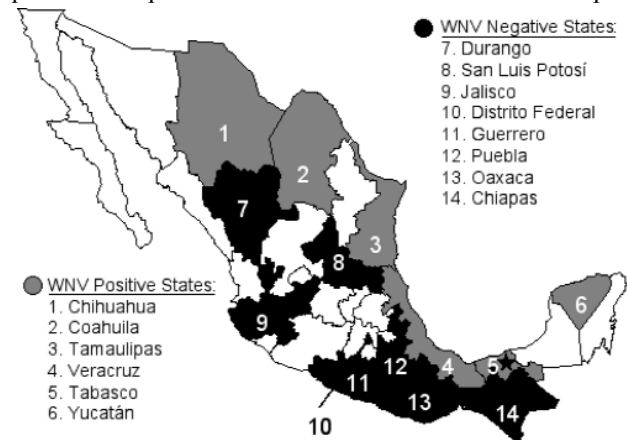 WNV Negative States:
7. Durango
8. San Luis Potosí
9. Jalisco
10. Distrito Federal
11. Guerrero
12. Puebla
13. Oaxaca
14. Chiapas
1
2
7
3
8
WNV Positive States:
1. Chihuahua
2. Coahuila
3. Tamaulipas
4. Veracruz
5. Tabasco
6. Yucatán
6
9
12
4
5
11
13
14
10